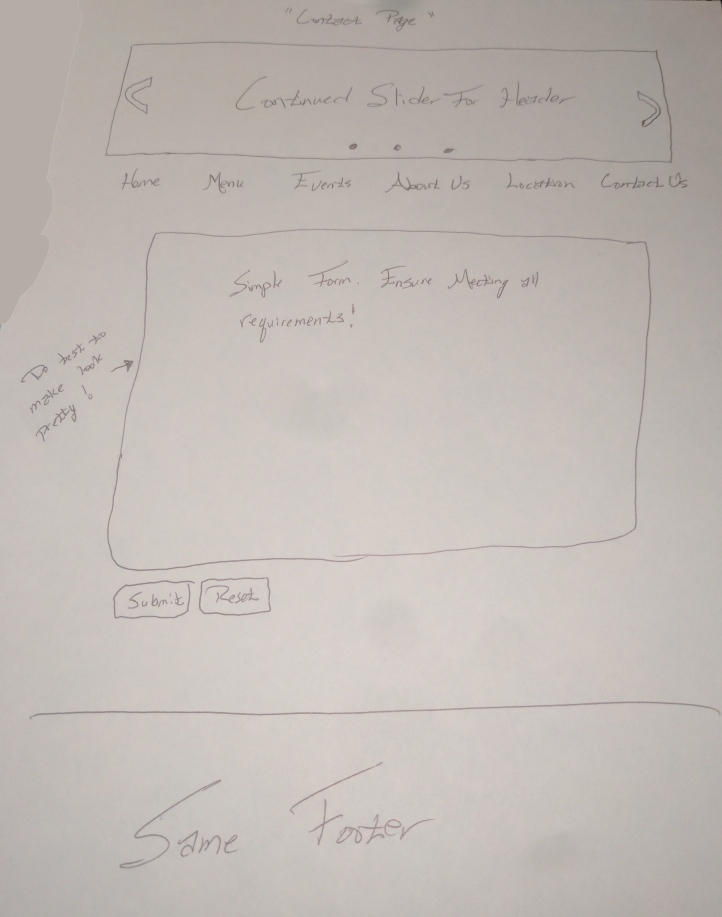 "Contact Page"
Continued Slider For Header
Home Menu Events About Us Location Contact Us
Simple Form. Ensure Meeting all
requirements!
Do best to
make look
pretty!
Submit Reset
Same Footer